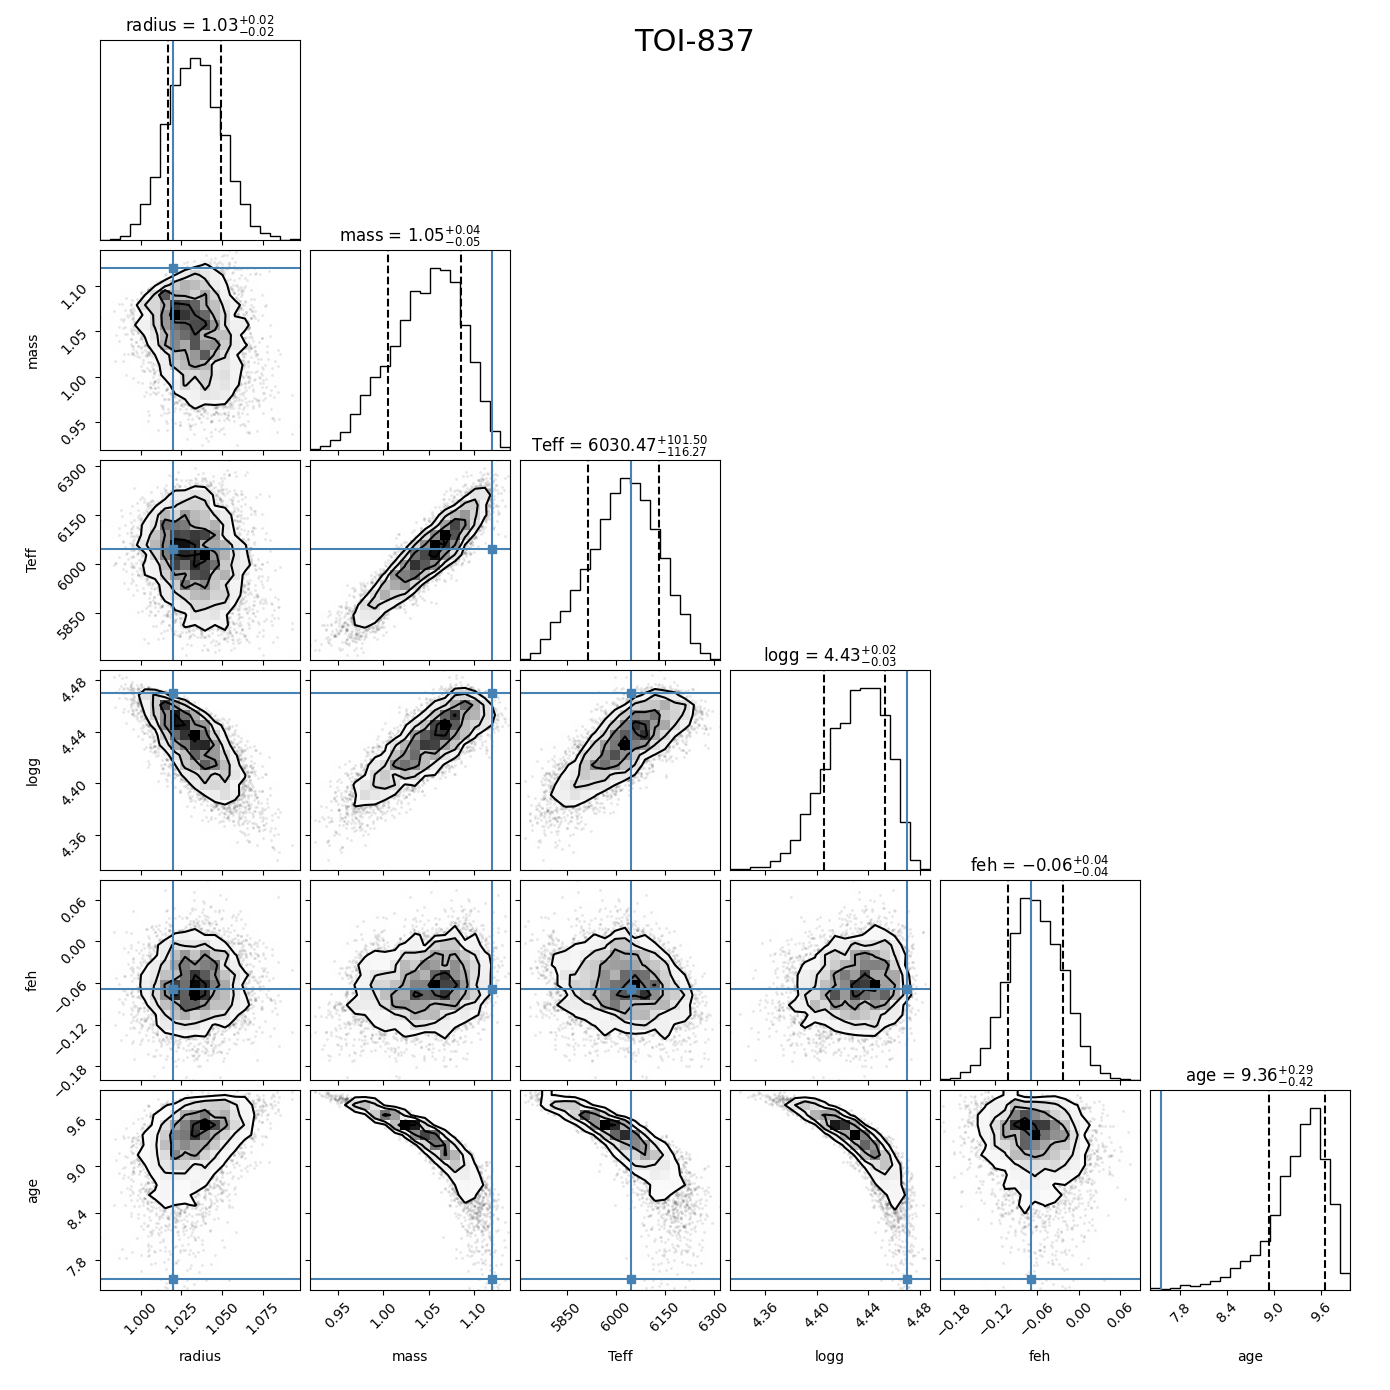 TOI-837
radius = 1.03+0.02−0.02
mass = 1.05+0.04−0.05
1.10
1.05
1.00
0.95
mass
Teff = 6030.47+101.50−116.27
6300
6150
6000
5850
Teff
logg = 4.43+0.02−0.03
4.48
4.44
4.40
4.36
logg
feh = −0.06+0.04−0.04
0.06
0.00
−0.06
−0.12
−0.18
feh
age = 9.36+0.29−0.42
9.6
9.0
8.4
7.8
age
1.000 1.025 1.050 1.075 0.95 1.00 1.05 1.10 5850 6000 6150 6300 4.36 4.40 4.44 4.48 −0.18 −0.12 −0.06 0.00 0.06 7.8 8.4 9.0 9.6
radius mass Teff logg feh age